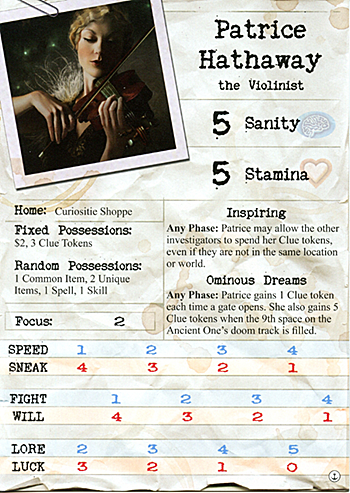 Patrice
Hathaway
the Violinist
5 Sanity
5 Stamina
Home: Curiositie Shoppe
Fixed Possessions:
$2, 3 Clue Tokens
Random Possessions:
1 Common Item, 2 Unique
Items, 1 Spell, 1 Skill
Focus: 2
Inspiring
Any Phase: Patrice may allow the other
investigators to spend her Clue tokens,
even if they are not in the same location
or world.
Ominous Dreams
Any Phase: Patrice gains 1 Clue token
each time a gate opens. She also gains 5
Clue tokens when the 9th space on the
Ancient One's doom track is filled.
SPEED 1 2 3 4
SNEAK 4 3 2 1
FIGHT 1 2 3 4
WILL 4 3 2 1
LORE 2 3 4 5
LUCK 3 2 1 0